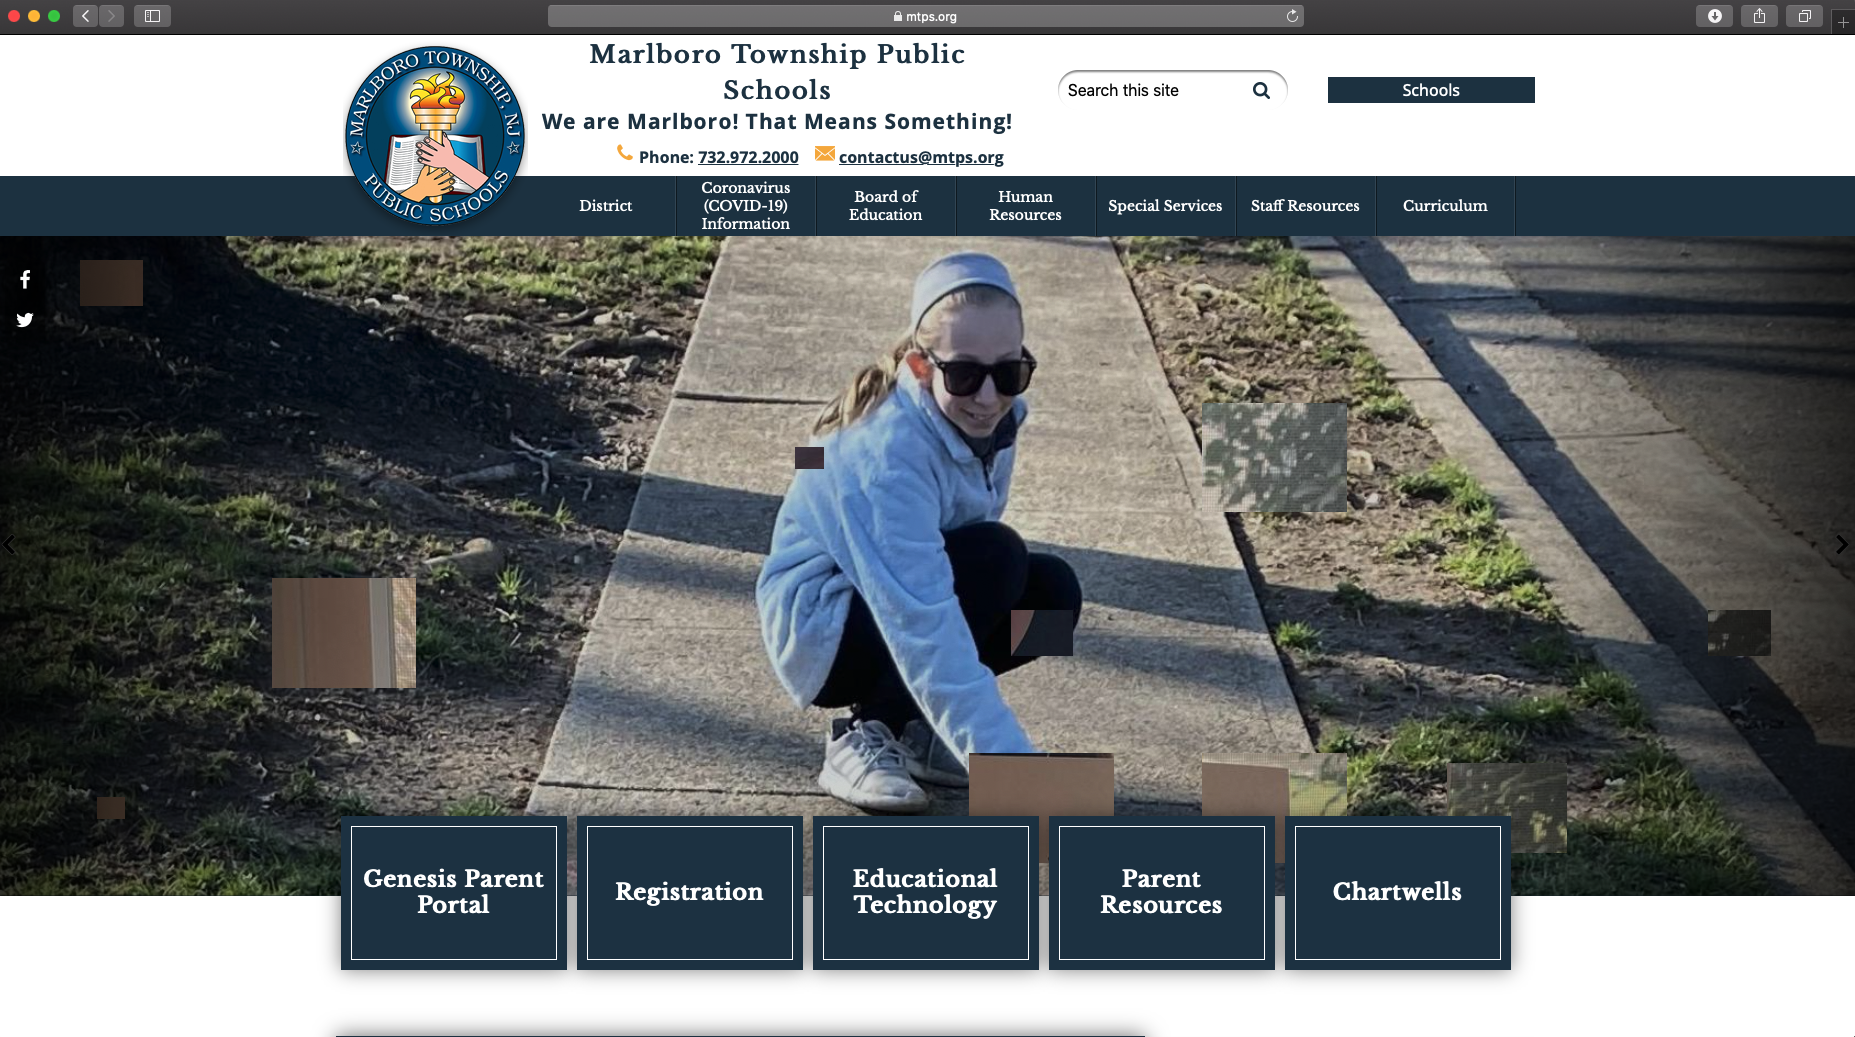 mtps.org
MARLBORO TOWNSHIP, NJ
PUBLIC SCHOOLS
Marlboro Township Public
Schools
We are Marlboro! That Means Something!
Phone: 732.972.2000 contactus@mtps.org
Search this site
Schools
District
Coronavirus
(COVID-19)
Information
Board of
Education
Human
Resources
Special Services
Staff Resources
Curriculum
Genesis Parent
Portal
Registration
Educational
Technology
Parent
Resources
Chartwells